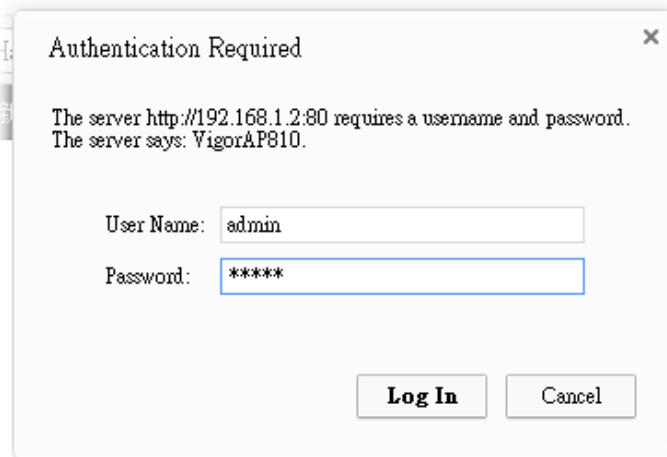 Authentication Required
The server http://192.168.1.2:80 requires a username and password.
The server says: VigorAP810.
User Name: admin
Password: *****
Log In Cancel